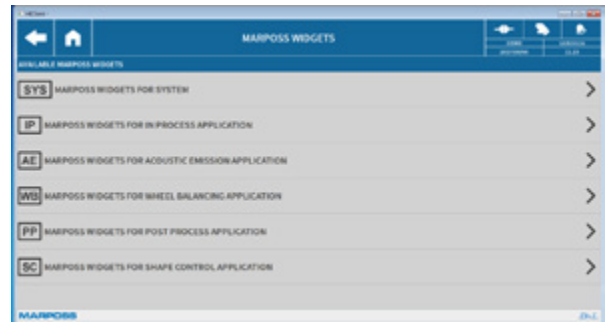 MARPOSS WIDGETS
AVAILABLE MARPOSS WIDGETS
SYS MARPOSS WIDGETS FOR SYSTEM
IP MARPOSS WIDGETS FOR IN PROCESS APPLICATION
AE MARPOSS WIDGETS FOR ACOUSTIC EMISSION APPLICATION
WB MARPOSS WIDGETS FOR WHEEL BALANCING APPLICATION
PP MARPOSS WIDGETS FOR POST PROCESS APPLICATION
SC MARPOSS WIDGETS FOR SHAPE CONTROL APPLICATION
MARPOSS